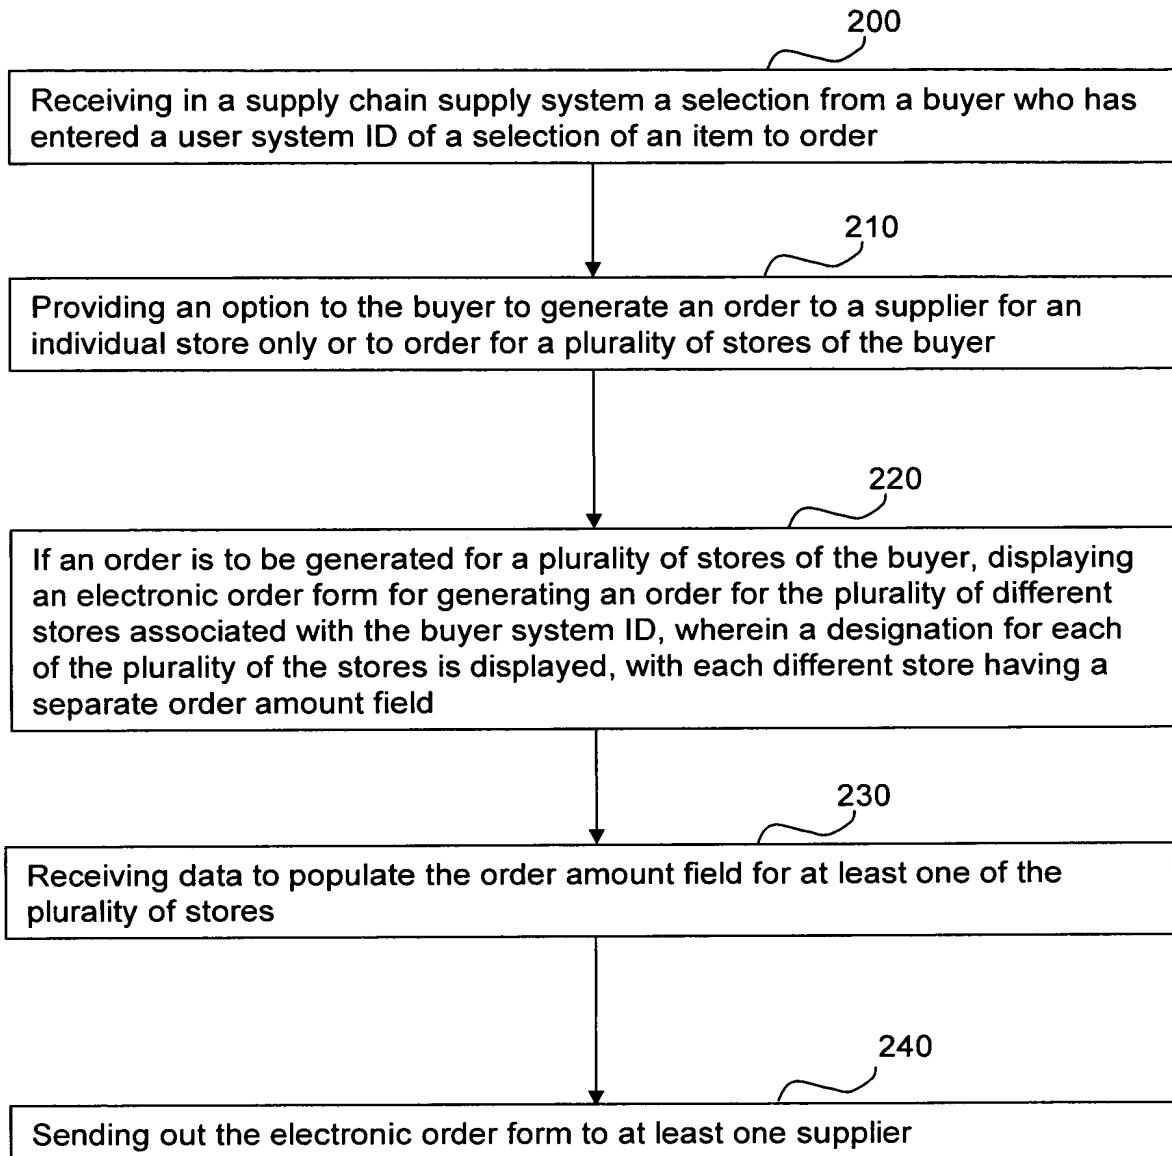 200
Receiving in a supply chain supply system a selection from a buyer who has
entered a user system ID of a selection of an item to order
210
Providing an option to the buyer to generate an order to a supplier for an
individual store only or to order for a plurality of stores of the buyer
220
If an order is to be generated for a plurality of stores of the buyer, displaying
an electronic order form for generating an order for the plurality of different
stores associated with the buyer system ID, wherein a designation for each
of the plurality of the stores is displayed, with each different store having a
separate order amount field
230
Receiving data to populate the order amount field for at least one of the
plurality of stores
240
Sending out the electronic order form to at least one supplier